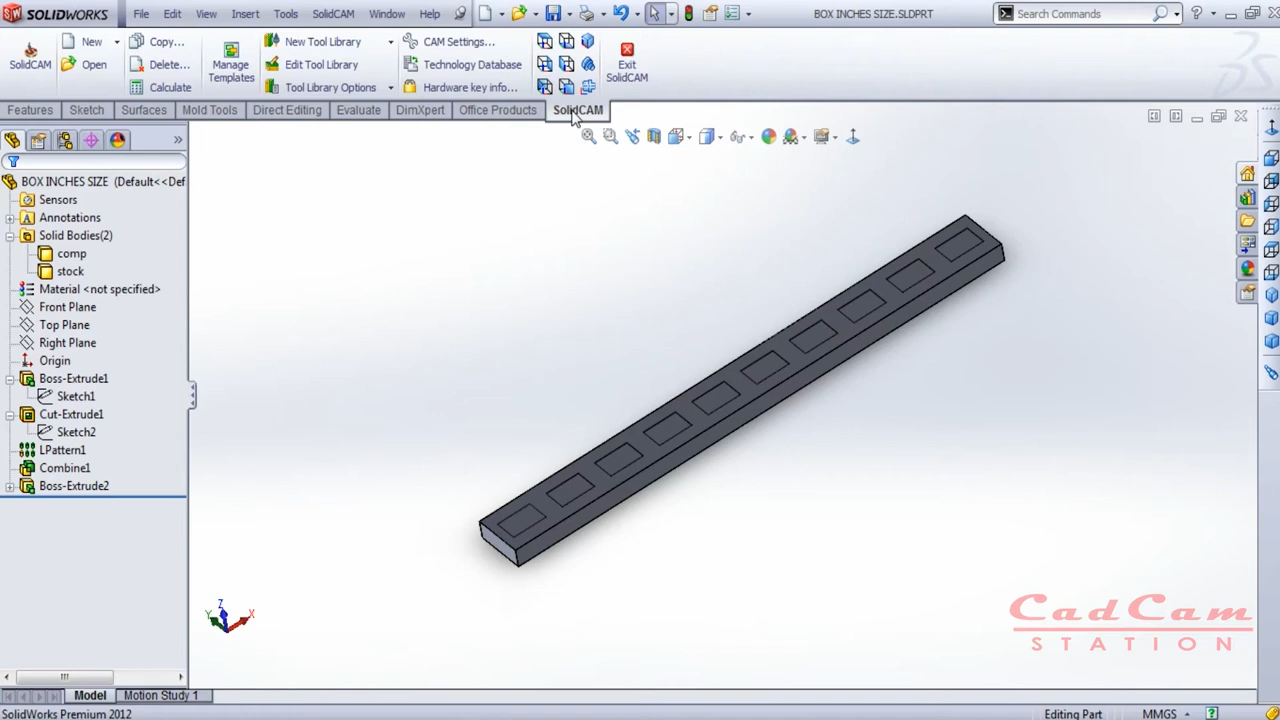 SOLIDWORKS File Edit View Insert Tools SolidCAM Window Help BOX INCHES SIZE.SLDPRT Search Commands
New Copy... New Tool Library CAM Settings...
SolidCAM Open Delete... Manage Templates Edit Tool Library Technology Database Exit SolidCAM
Calculate Tool Library Options Hardware key info...
Features Sketch Surfaces Mold Tools Direct Editing Evaluate DimXpert Office Products SolidCAM
BOX INCHES SIZE (Default<<Def
Sensors
Annotations
Solid Bodies(2)
comp
stock
Material <not specified>
Front Plane
Top Plane
Right Plane
Origin
Boss-Extrude1
Sketch1
Cut-Extrude1
Sketch2
LPattern1
Combine1
Boss-Extrude2
Z
Y X
CadCam
STATION
Model Motion Study 1
SolidWorks Premium 2012 Editing Part MMGS